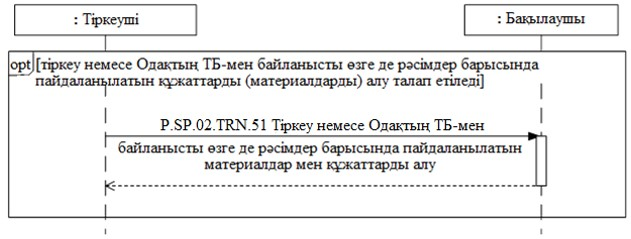 : Тіркеуші
: Бақылаушы
opt [тіркеу немесе Одақтың ТБ-мен байланысты өзге де рәсімдер барысында
пайдаланылатын құжаттарды (материалдарды) алу талап етіледі]
P.SP.02.TRN.51 Тіркеу немесе Одақтың ТБ-мен
байланысты өзге де рәсімдер барысында пайдаланылатын
материалдар мен құжаттарды алу